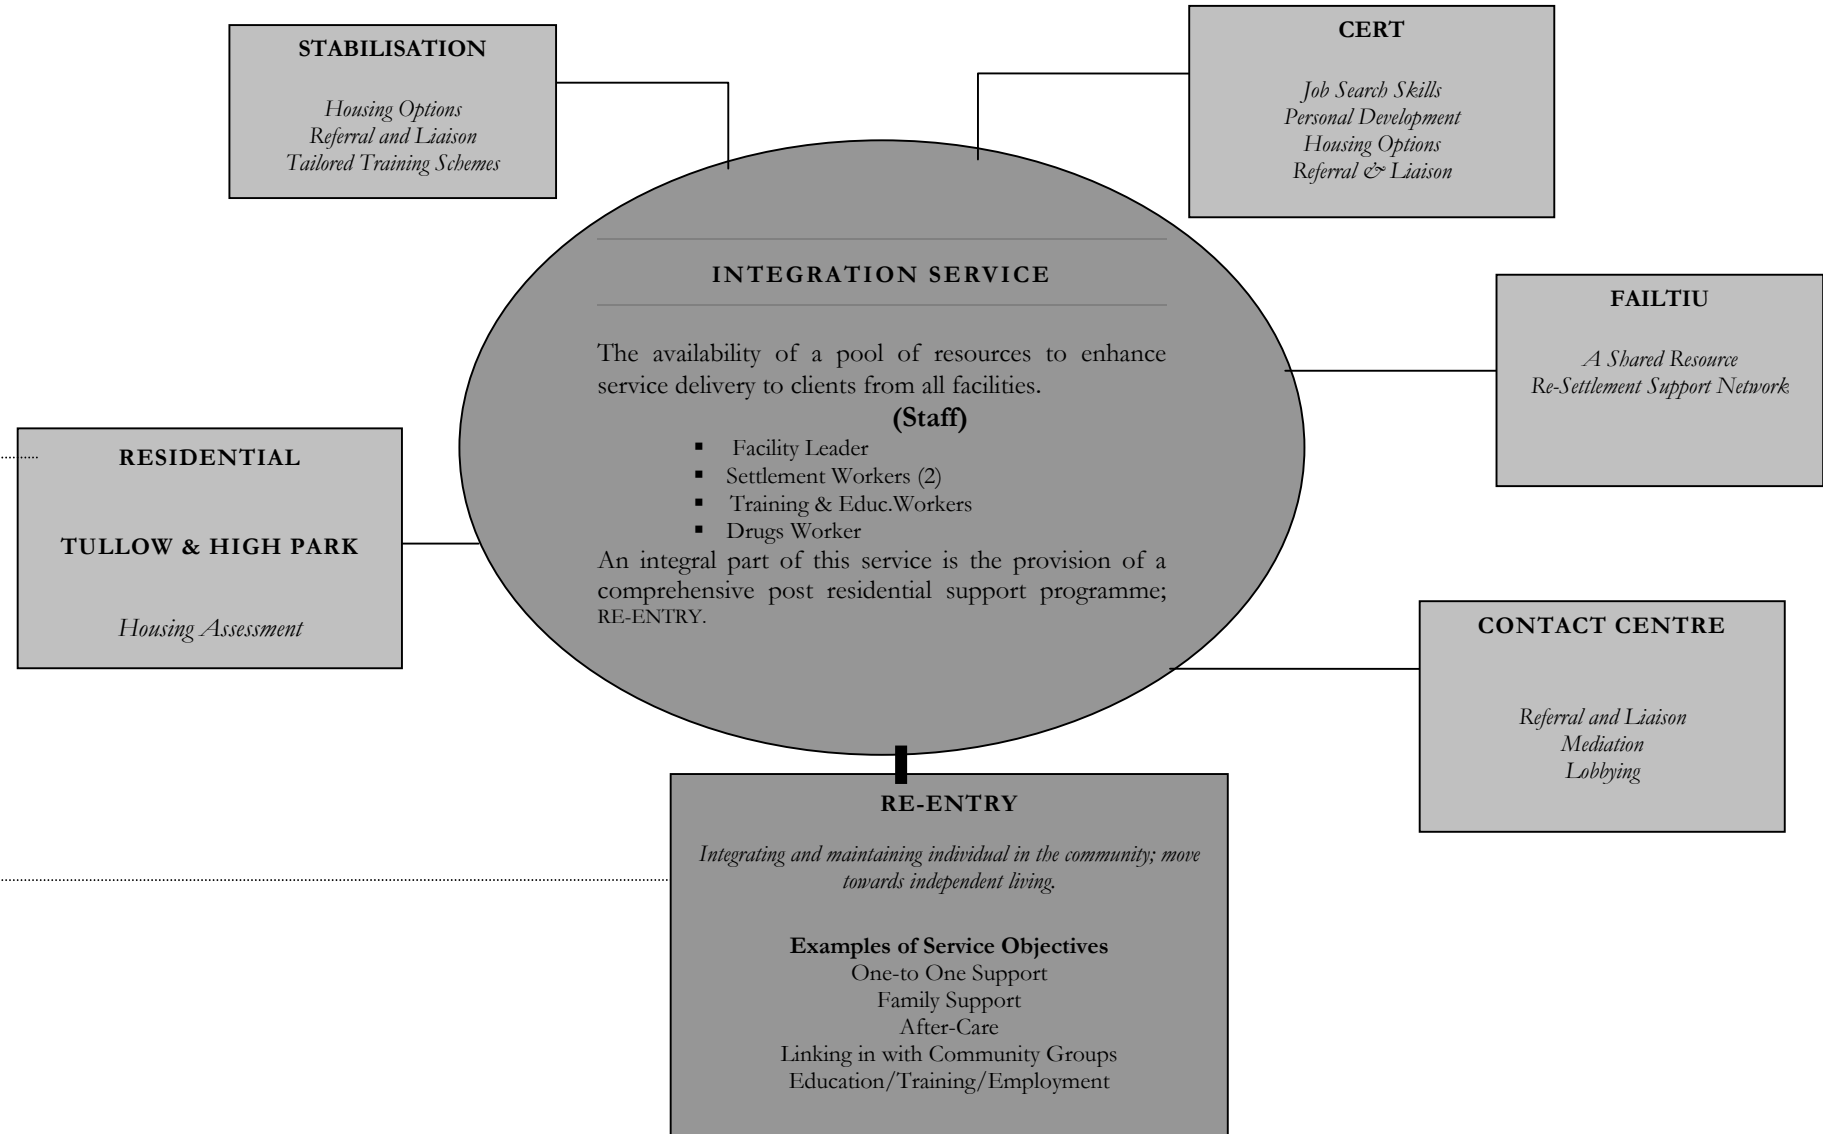 STABILISATION
Housing Options
Referral and Liaison
Tailored Training Schemes
CERT
Job Search Skills
Personal Development
Housing Options
Referral & Liaison
INTEGRATION SERVICE
The availability of a pool of resources to enhance
service delivery to clients from all facilities.
(Staff)
▪ Facility Leader
▪ Settlement Workers (2)
▪ Training & Educ.Workers
▪ Drugs Worker
An integral part of this service is the provision of a
comprehensive post residential support programme;
RE-ENTRY.
FAILTIU
A Shared Resource
Re-Settlement Support Network
RESIDENTIAL
TULLOW & HIGH PARK
Housing Assessment
CONTACT CENTRE
Referral and Liaison
Mediation
Lobbying
RE-ENTRY
Integrating and maintaining individual in the community; move
towards independent living.
Examples of Service Objectives
One-to One Support
Family Support
After-Care
Linking in with Community Groups
Education/Training/Employment